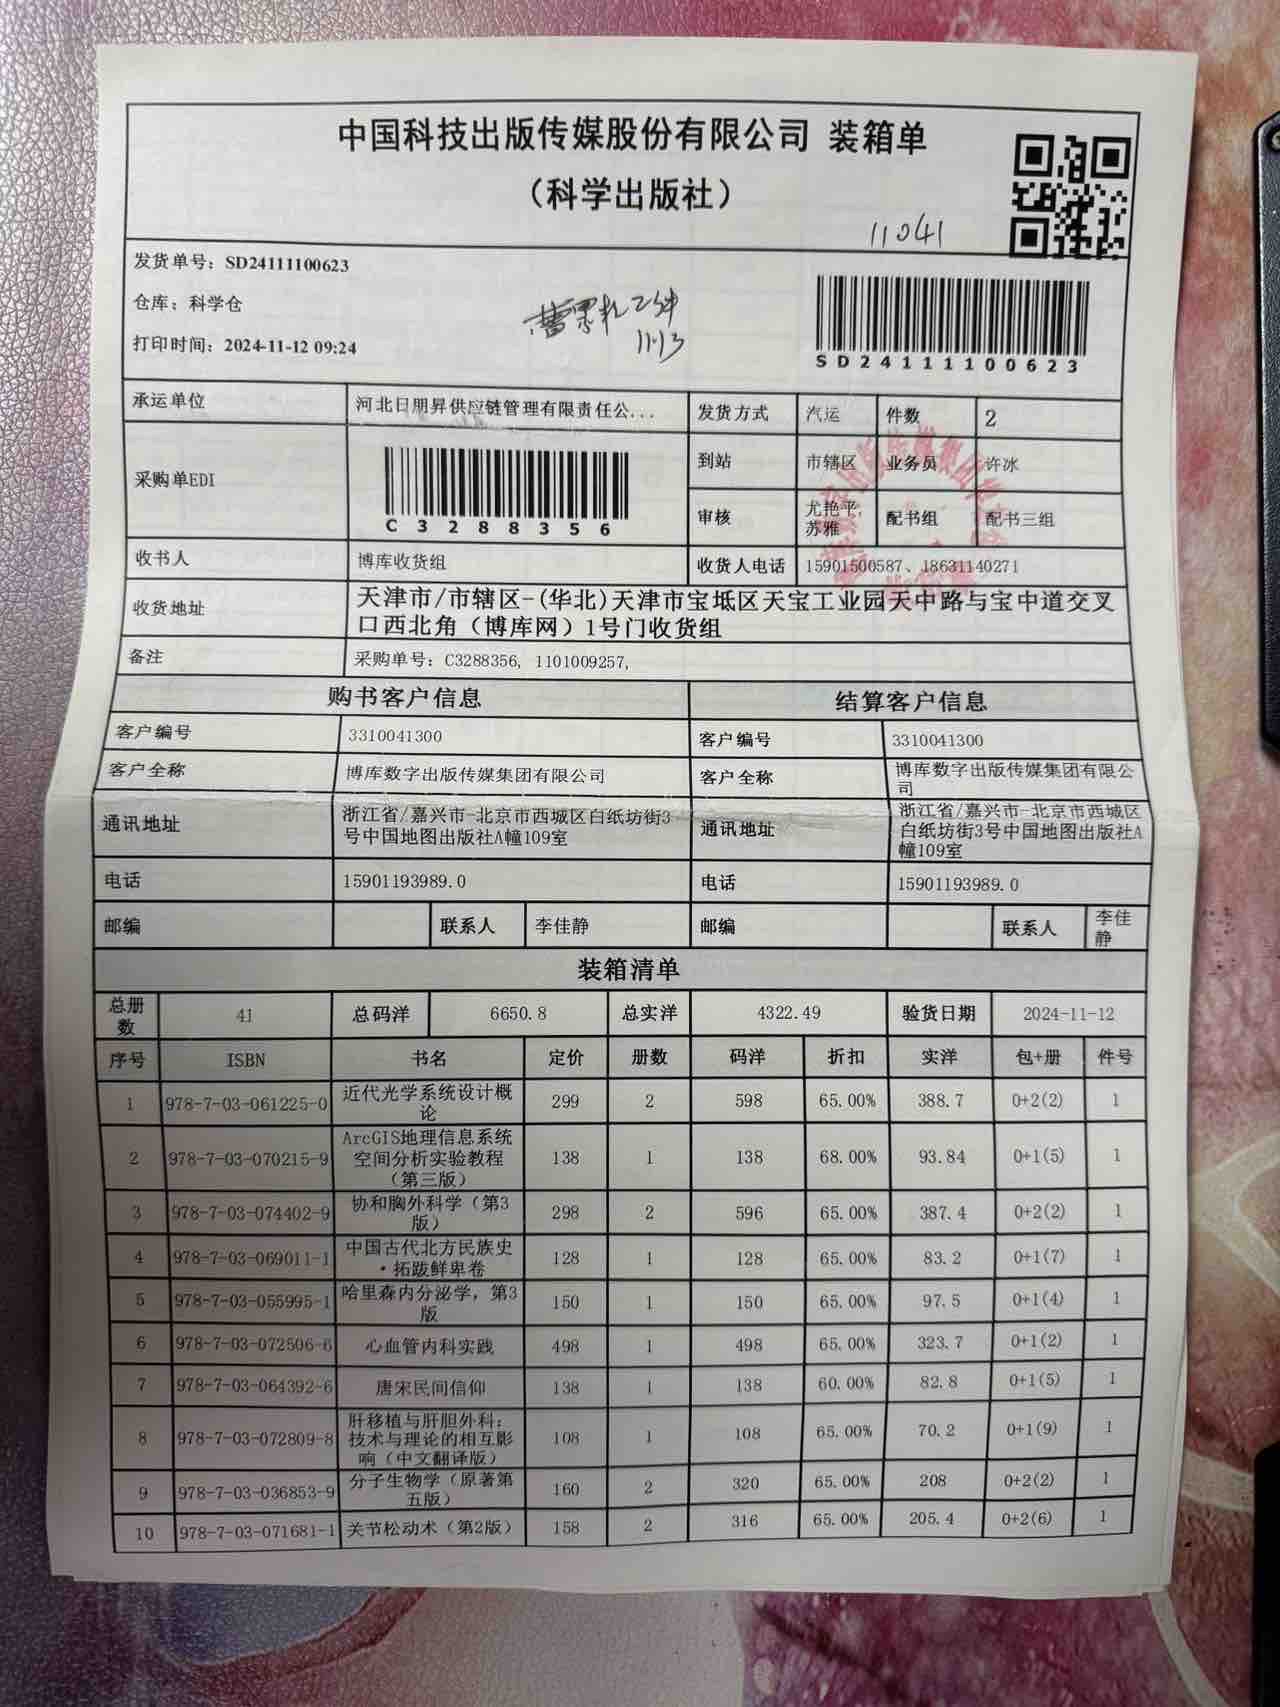 中国科技出版传媒股份有限公司 装箱单
（科学出版社）
11041
发货单号：SD24111100623
仓库：科学仓
打印时间：2024-11-12 09:24
11.13
SD24111100623
承运单位 河北日朋昇供应链管理有限责任公... 发货方式 汽运 件数 2
采购单EDI C3288356 到站 市辖区 业务员 许冰
审核 尤艳平，苏雅 配书组 配书三组
收书人 博库收货组 收货人电话 15901500587、18631140271
收货地址 天津市/市辖区-(华北)天津市宝坻区天宝工业园天中路与宝中道交叉
口西北角（博库网）1号门收货组
备注 采购单号：C3288356, 1101009257,
购书客户信息 结算客户信息
客户编号 3310041300 客户编号 3310041300
客户全称 博库数字出版传媒集团有限公司 客户全称 博库数字出版传媒集团有限公司
通讯地址 浙江省/嘉兴市-北京市西城区白纸坊街3号中国地图出版社A幢109室 通讯地址 浙江省/嘉兴市-北京市西城区白纸坊街3号中国地图出版社A幢109室
电话 15901193989.0 电话 15901193989.0
邮编 联系人 李佳静 邮编 联系人 李佳静
装箱清单
总册数 41 总码洋 6650.8 总实洋 4322.49 验货日期 2024-11-12
序号 ISBN 书名 定价 册数 码洋 折扣 实洋 包+册 件号
1 978-7-03-061225-0 近代光学系统设计概论 299 2 598 65.00% 388.7 0+2(2) 1
2 978-7-03-070215-9 ArcGIS地理信息系统空间分析实验教程（第三版） 138 1 138 68.00% 93.84 0+1(5) 1
3 978-7-03-074402-9 协和胸外科学（第3版） 298 2 596 65.00% 387.4 0+2(2) 1
4 978-7-03-069011-1 中国古代北方民族史·拓跋鲜卑卷 128 1 128 65.00% 83.2 0+1(7) 1
5 978-7-03-055995-1 哈里森内分泌学，第3版 150 1 150 65.00% 97.5 0+1(4) 1
6 978-7-03-072506-6 心血管内科实践 498 1 498 65.00% 323.7 0+1(2) 1
7 978-7-03-064392-6 唐宋民间信仰 138 1 138 60.00% 82.8 0+1(5) 1
8 978-7-03-072809-8 肝移植与肝胆外科：技术与理论的相互影响（中文翻译版） 108 1 108 65.00% 70.2 0+1(9) 1
9 978-7-03-036853-9 分子生物学（原著第五版） 160 2 320 65.00% 208 0+2(2) 1
10 978-7-03-071681-1 关节松动术（第2版） 158 2 316 65.00% 205.4 0+2(6) 1